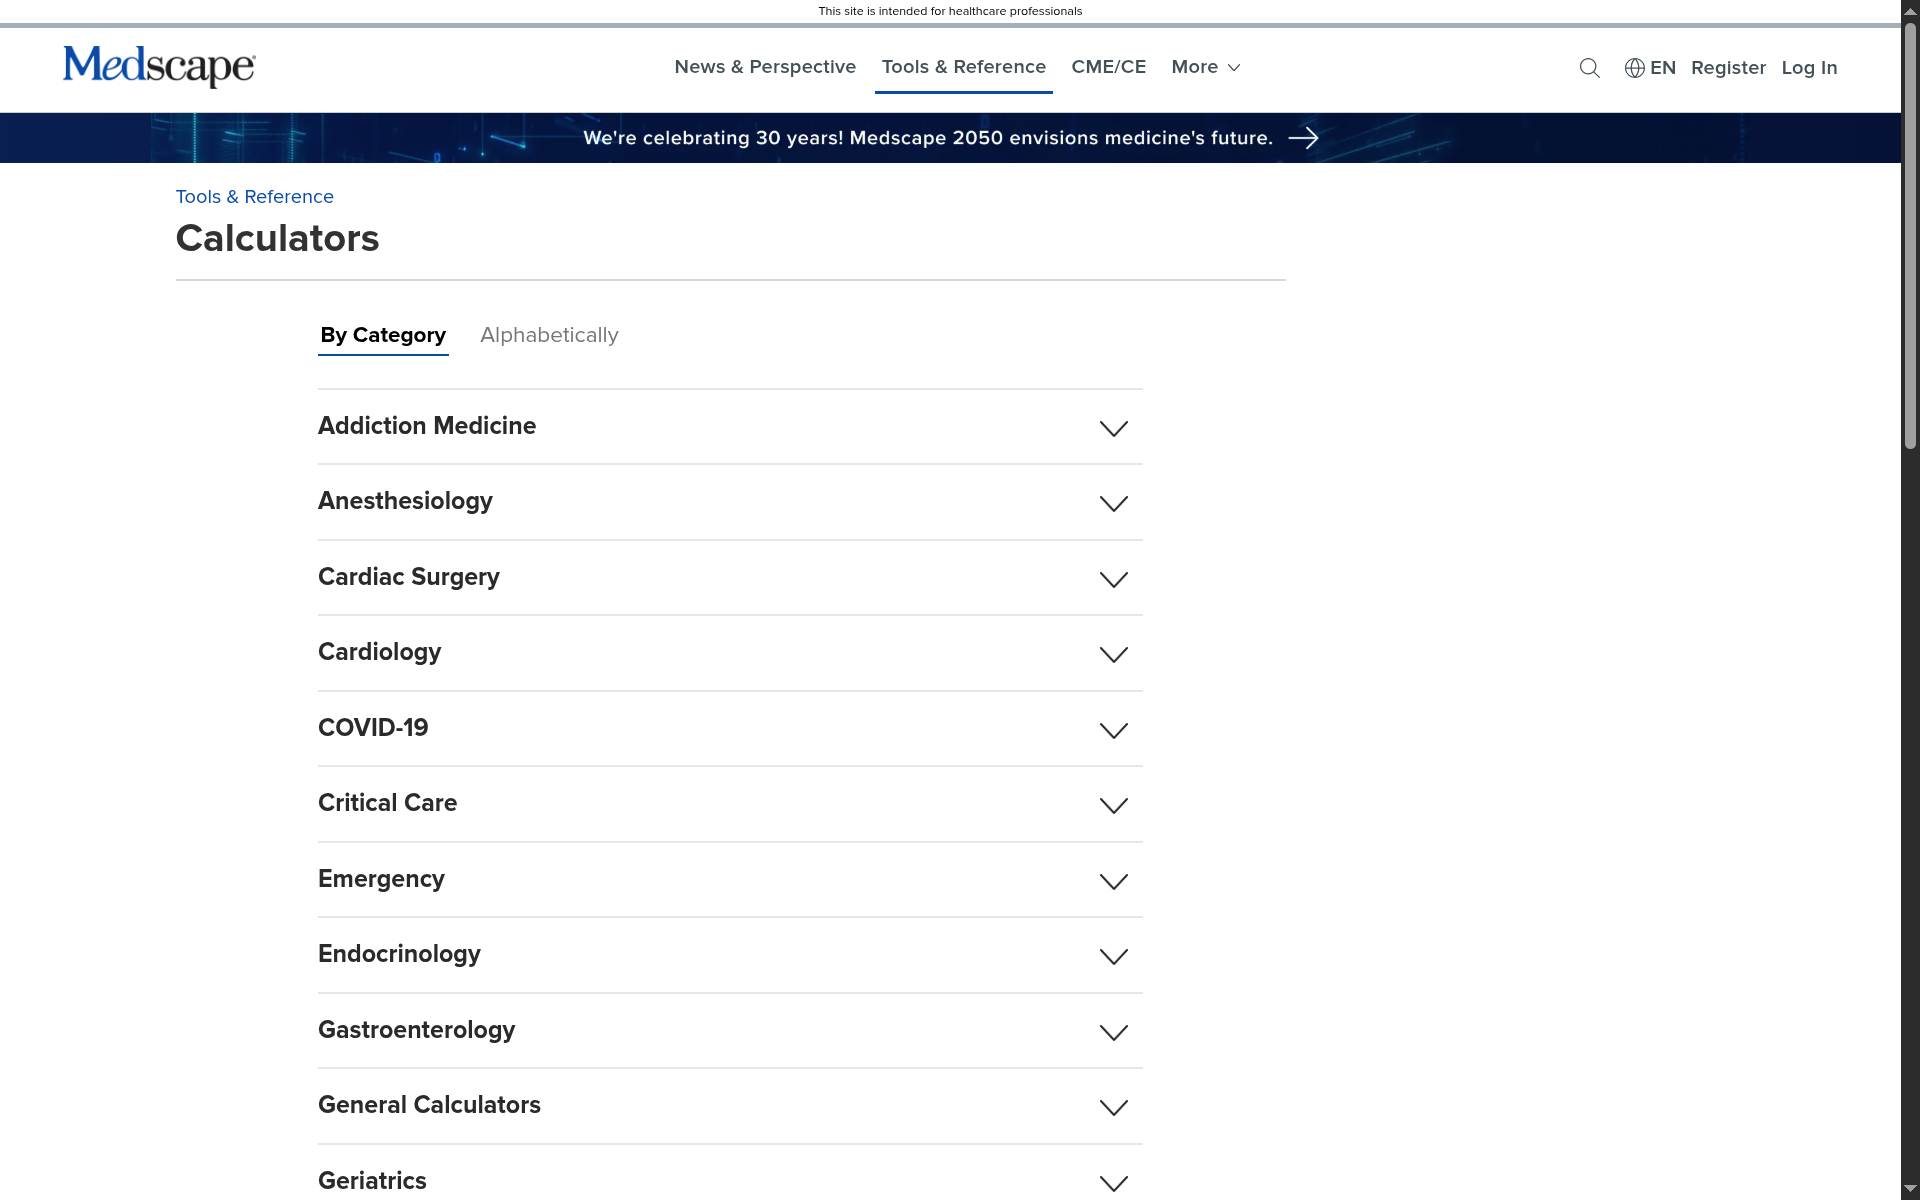 This site is intended for healthcare professionals
Medscape
News & Perspective Tools & Reference CME/CE More
EN Register Log In
We're celebrating 30 years! Medscape 2050 envisions medicine's future.
Tools & Reference
Calculators
By Category Alphabetically
Addiction Medicine
Anesthesiology
Cardiac Surgery
Cardiology
COVID-19
Critical Care
Emergency
Endocrinology
Gastroenterology
General Calculators
Geriatrics